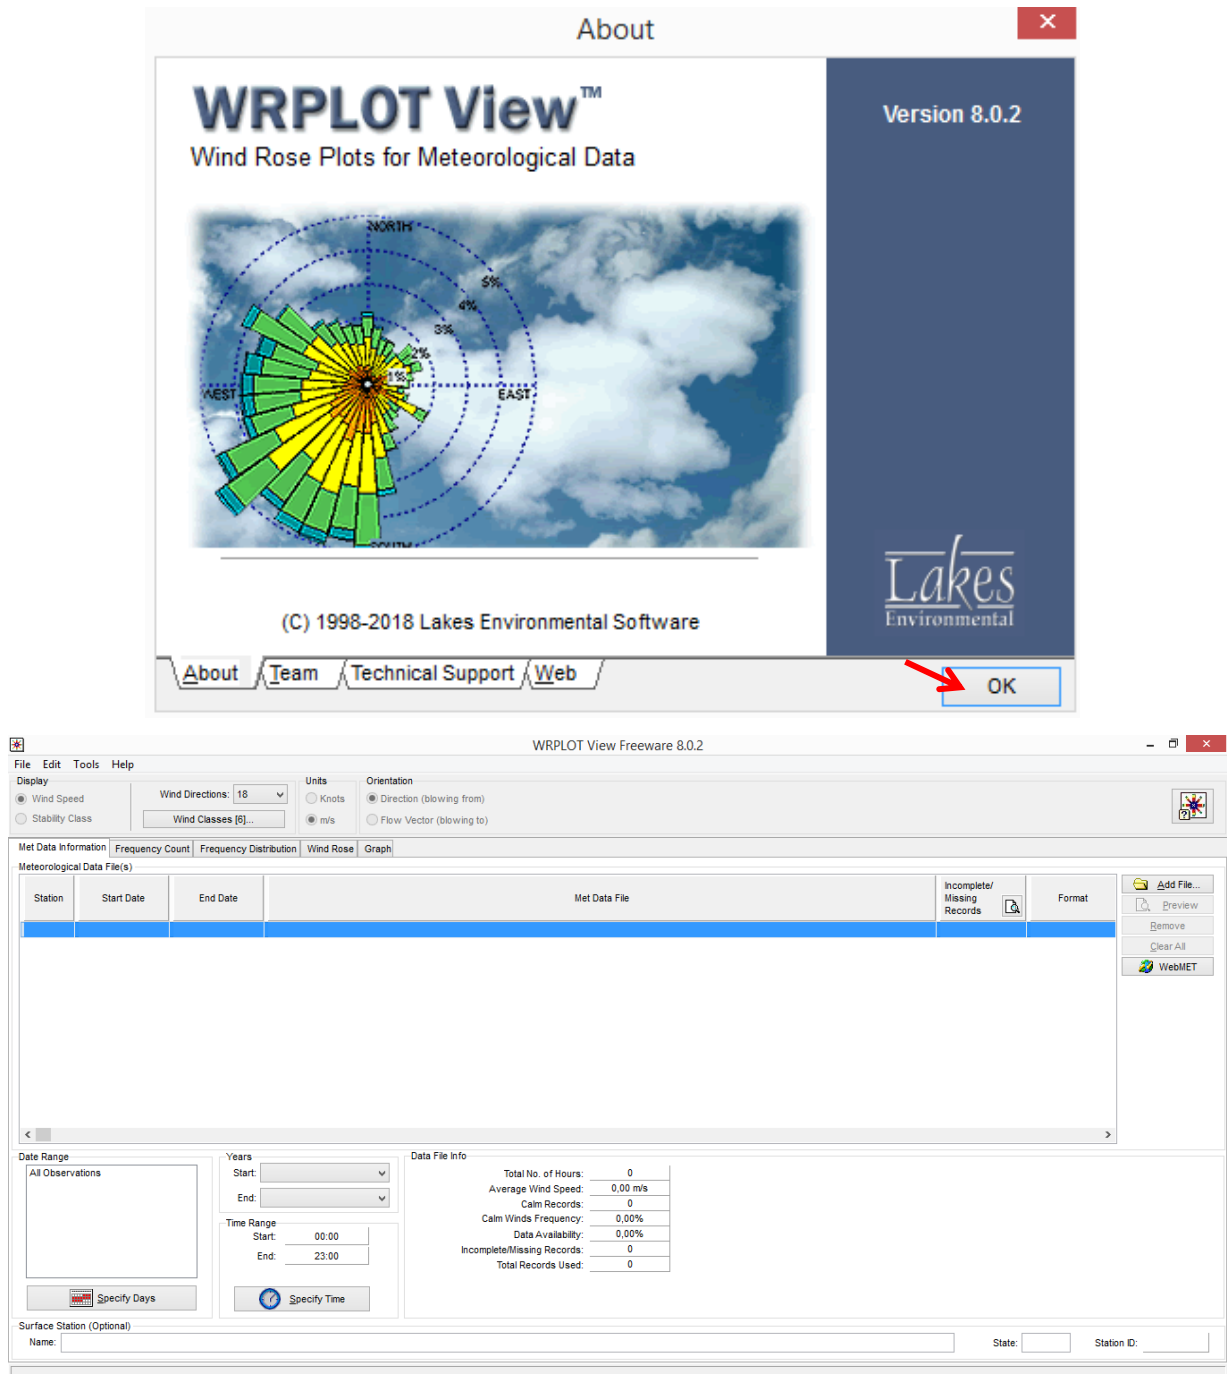 About
WRPLOT View™
Wind Rose Plots for Meteorological Data
Version 8.0.2
NORTH
5%
4%
3%
2%
1%
WEST
EAST
SOUTH
Lakes
Environmental
(C) 1998-2018 Lakes Environmental Software
About Team Technical Support Web
OK
WRPLOT View Freeware 8.0.2
File Edit Tools Help
Display
Wind Speed
Stability Class
Wind Directions: 18
Wind Classes [6]...
Units
Knots
m/s
Orientation
Direction (blowing from)
Flow Vector (blowing to)
Met Data Information Frequency Count Frequency Distribution Wind Rose Graph
Meteorological Data File(s)
Station Start Date End Date Met Data File Incomplete/
Missing
Records Format
Add File...
Preview
Remove
Clear All
WebMET
Date Range
All Observations
Specify Days
Years
Start:
End:
Time Range
Start: 00:00
End: 23:00
Specify Time
Data File Info
Total No. of Hours: 0
Average Wind Speed: 0,00 m/s
Calm Records: 0
Calm Winds Frequency: 0,00%
Data Availability: 0,00%
Incomplete/Missing Records: 0
Total Records Used: 0
Surface Station (Optional)
Name: State: Station ID: